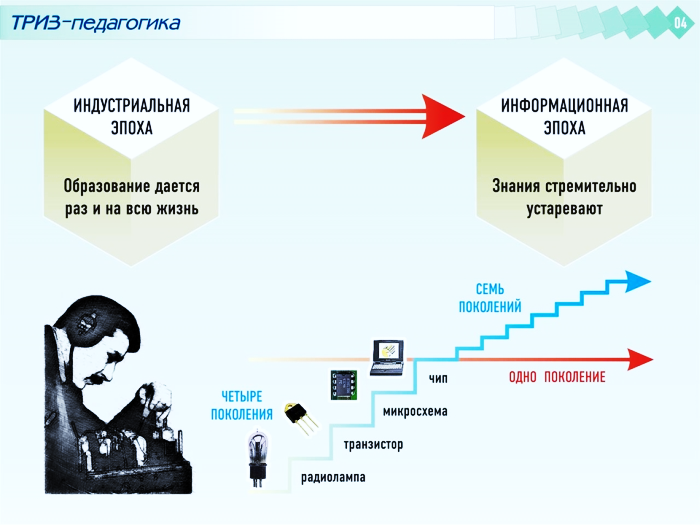 ТРИЗ-педагогика
04
ИНДУСТРИАЛЬНАЯ
ЭПОХА
Образование дается
раз и на всю жизнь
ИНФОРМАЦИОННАЯ
ЭПОХА
Знания стремительно
устаревают
СЕМЬ
ПОКОЛЕНИЙ
ОДНО ПОКОЛЕНИЕ
ЧЕТЫРЕ
ПОКОЛЕНИЯ
чип
микросхема
транзистор
радиолампа